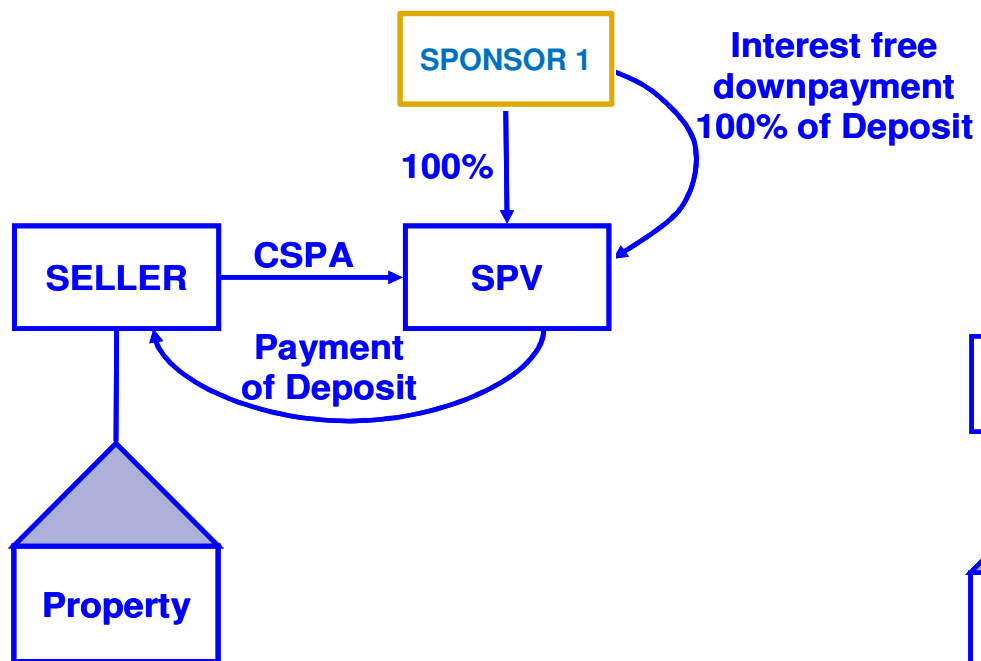 SPONSOR 1
Interest free
downpayment
100% of Deposit
100%
SELLER
CSPA
SPV
Payment
of Deposit
Property